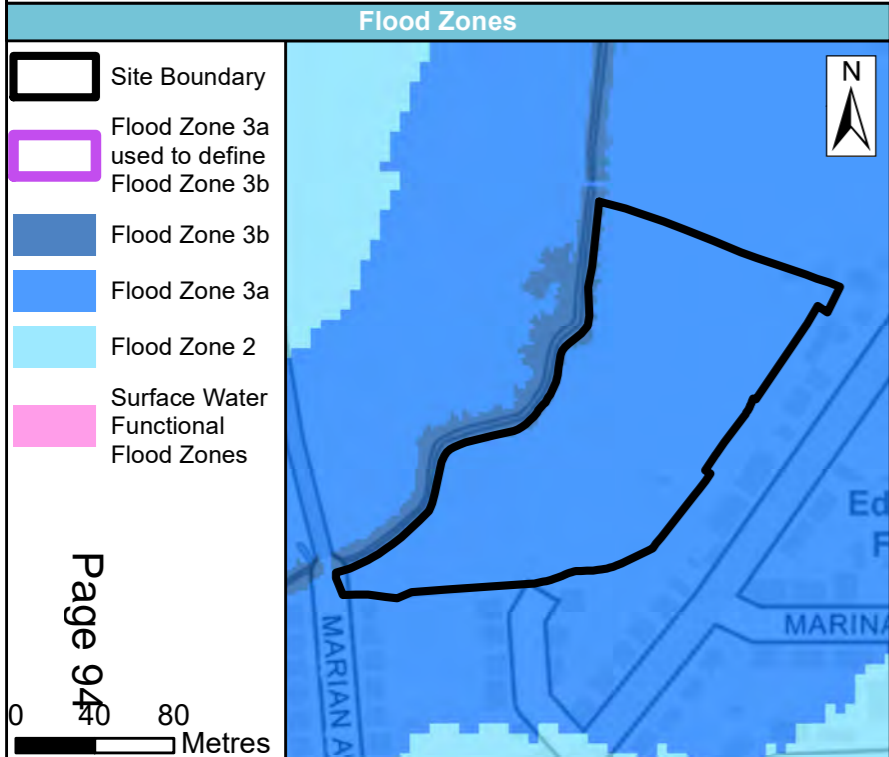 Flood Zones
Site Boundary
Flood Zone 3a
used to define
Flood Zone 3b
Flood Zone 3b
Flood Zone 3a
Flood Zone 2
Surface Water
Functional
Flood Zones
Page 94
0 40 80
Metres
N
Ed
F
MARINA
MARIAN A